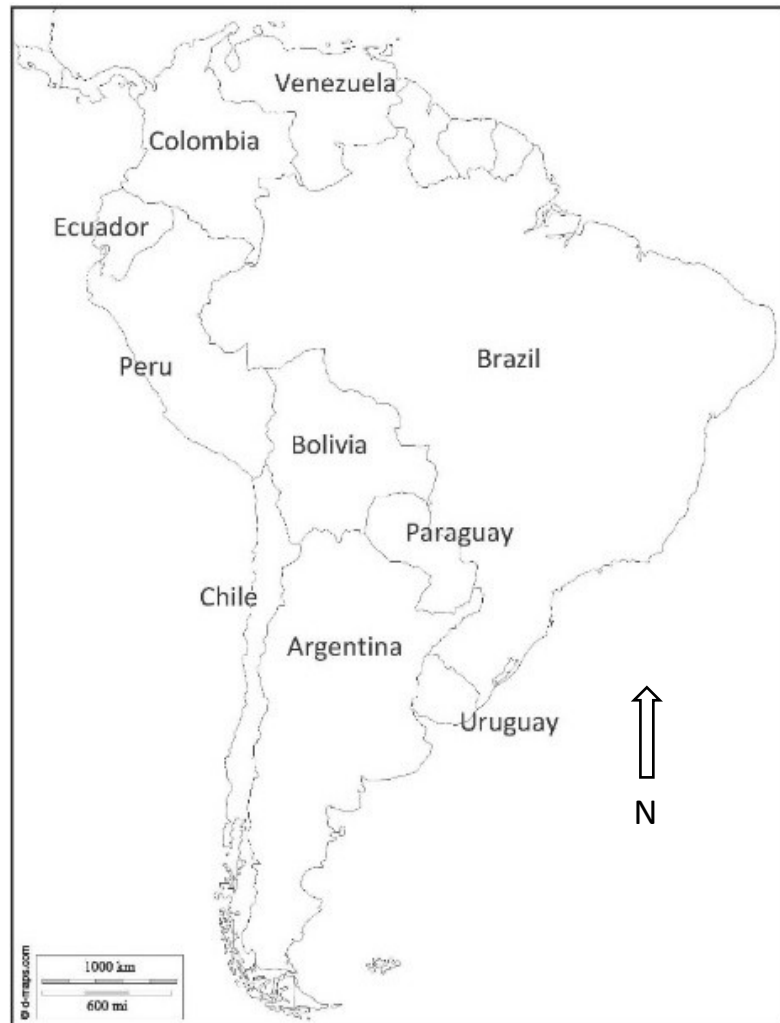 Venezuela
Colombia
Ecuador
Peru
Brazil
Bolivia
Paraguay
Chile
Argentina
Uruguay
N
1000 km
600 mi
© d-maps.com